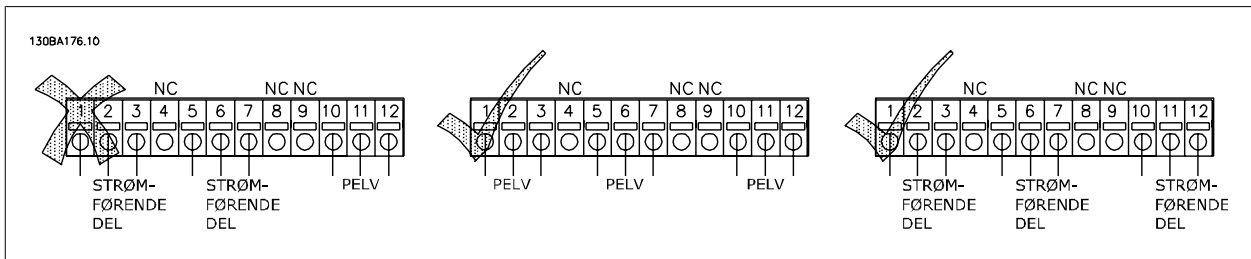 130BA176.10
NC NC NC
1 2 3 4 5 6 7 8 9 10 11 12
STRØM-
FØRENDE
DEL
STRØM-
FØRENDE
DEL
PELV
NC NC NC
1 2 3 4 5 6 7 8 9 10 11 12
PELV PELV PELV
NC NC NC
1 2 3 4 5 6 7 8 9 10 11 12
STRØM-
FØRENDE
DEL
STRØM-
FØRENDE
DEL
STRØM-
FØRENDE
DEL